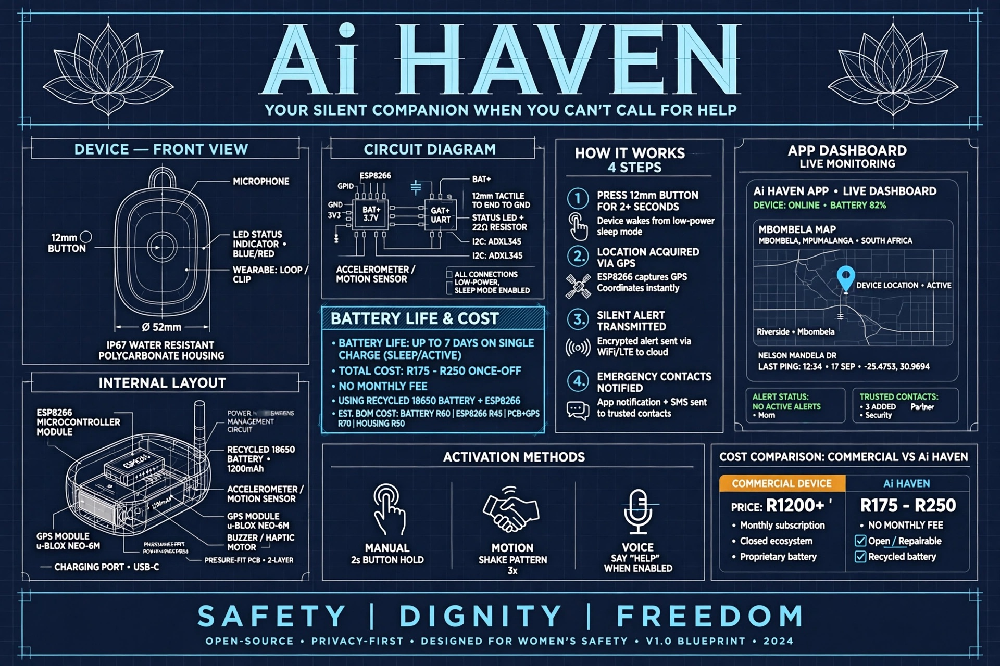 Ai HAVEN
YOUR SILENT COMPANION WHEN YOU CAN'T CALL FOR HELP
DEVICE — FRONT VIEW
MICROPHONE
12mm
BUTTON
LED STATUS
INDICATOR •
BLUE/RED
WEARABE: LOOP /
CLIP
Ø 52mm
IP67 WATER RESISTANT
POLYCARBONATE HOUSING
INTERNAL LAYOUT
ESP8266
MICROCONTROLLER
MODULE
POWER
MANAGEMENT
CIRCUIT
RECYCLED 18650
BATTERY •
1200mAh
ACCELEROMETER /
MOTION SENSOR
GPS MODULE
u-BLOX NEO-6M
BUZZER / HAPTIC
MOTOR
GPS MODULE
u-BLOX NEO-6M
PRESURE-FIT PCB • 2-LAYER
CHARGING PORT • USB-C
CIRCUIT DIAGRAM
ESP8266
GPID
GND
3V3
BAT+
3.7V
GAT+
UART
BAT+
12mm TACTILE
TO GND TO GND
STATUS LED +
22Ω RESISTOR
I2C: ADXL345
I2C: ADXL345
ACCELEROMETER /
MOTION SENSOR
ALL CONNECTIONS
LOW-POWER,
SLEEP MODE ENABLED
BATTERY LIFE & COST
• BATTERY LIFE: UP TO 7 DAYS ON SINGLE
CHARGE (SLEEP/ACTIVE)
• TOTAL COST: R175 - R250 ONCE-OFF
• NO MONTHLY FEE
• USING RECYCLED 18650 BATTERY + ESP8266
• EST. BOM COST: BATTERY R60 | ESP8266 R45 | PCB+GPS
R70 | HOUSING R50
HOW IT WORKS
4 STEPS
1
PRESS 12mm BUTTON
FOR 2+ SECONDS
Device wakes from low-power
sleep mode
2.
LOCATION ACQUIRED
VIA GPS
ESP8266 captures GPS
Coordinates instantly
3.
SILENT ALERT
TRANSMITTED
Encrypted alert sent via
WiFi/LTE to cloud
4.
EMERGENCY CONTACTS
NOTIFIED
App notification + SMS sent
to trusted contacts
APP DASHBOARD
LIVE MONITORING
Ai HAVEN APP • LIVE DASHBOARD
DEVICE: ONLINE • BATTERY 82%
MBOMBELA MAP
MBOMBELA, MPUMALANGA • SOUTH AFRICA
DEVICE LOCATION • ACTIVE
Riverside • Mbombela
NELSON MANDELA DR
LAST PING: 12:34 • 17 SEP • -25.4753, 30.9694
ALERT STATUS:
NO ACTIVE ALERTS
• Mom
TRUSTED CONTACTS:
• 3 ADDED Partner
• Security
ACTIVATION METHODS
MANUAL
2s BUTTON HOLD
MOTION
SHAKE PATTERN
3x
VOICE
SAY "HELP"
WHEN ENABLED
COST COMPARISON: COMMERCIAL VS Ai HAVEN
COMMERCIAL DEVICE
PRICE: R1200+
• Monthly subscription
• Closed ecosystem
• Proprietary battery
Ai HAVEN
R175 - R250
• NO MONTHLY FEE
Open / Repairable
Recycled battery
SAFETY | DIGNITY | FREEDOM
OPEN-SOURCE • PRIVACY-FIRST • DESIGNED FOR WOMEN'S SAFETY • V1.0 BLUEPRINT • 2024